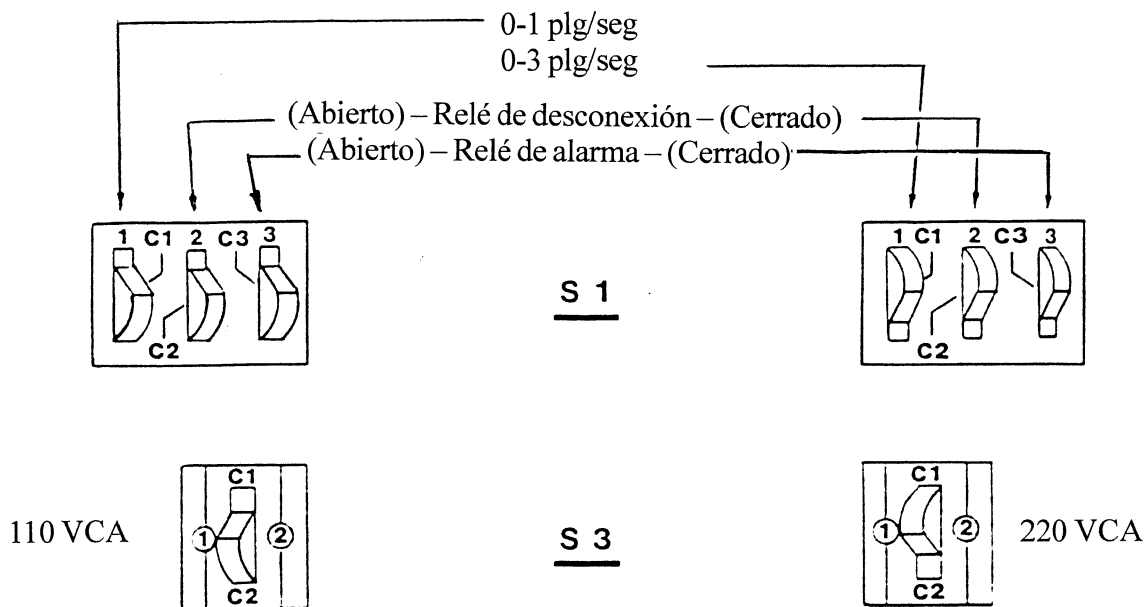 0-1 plg/seg
0-3 plg/seg
(Abierto) – Relé de desconexión – (Cerrado)
(Abierto) – Relé de alarma – (Cerrado)
1 C1 2 C3 3
C2
S 1
1 C1 2 C3 3
C2
110 VCA
C1
1 2
C2
S 3
C1
1 2
C2
220 VCA